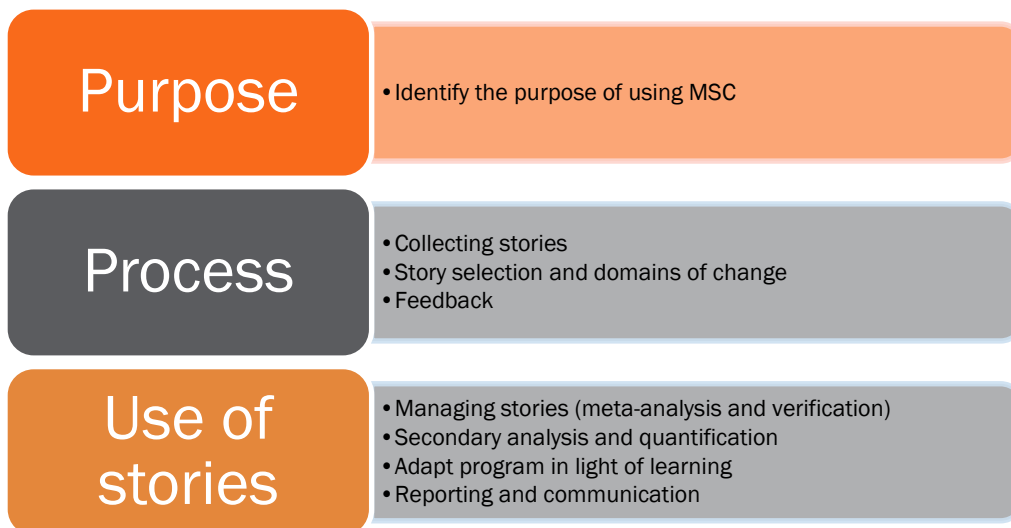 Purpose
•Identify the purpose of using MSC
Process
•Collecting stories
•Story selection and domains of change
•Feedback
Use of
stories
•Managing stories (meta-analysis and verification)
•Secondary analysis and quantification
•Adapt program in light of learning
•Reporting and communication